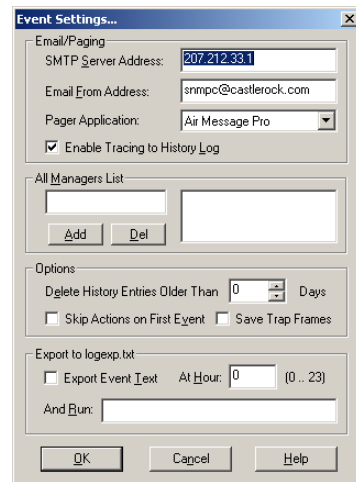 Event Settings...
Email/Paging
SMTP Server Address: 207.212.33.1
Email From Address: snmpc@castlerock.com
Pager Application: Air Message Pro
Enable Tracing to History Log
All Managers List
Add Del
Options
Delete History Entries Older Than 0 Days
Skip Actions on First Event Save Trap Frames
Export to logexp.txt
Export Event Text At Hour: 0 (0 .. 23)
And Run:
OK Cancel Help